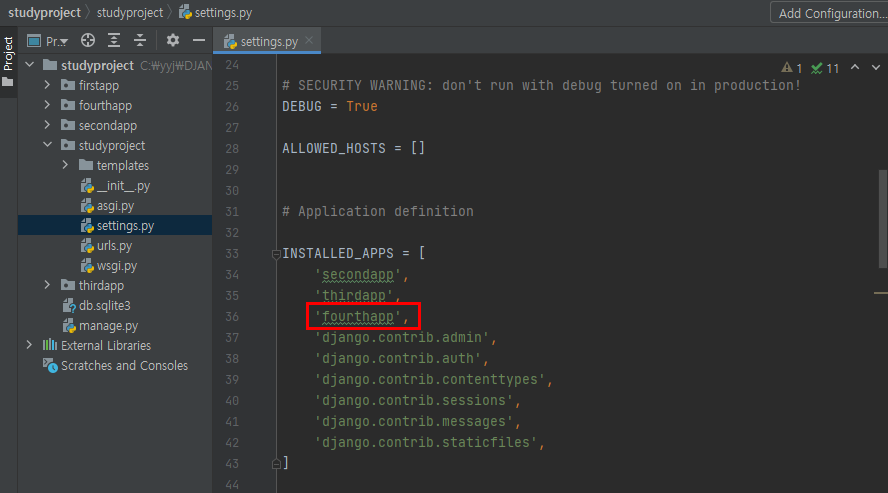 studyproject 〉 studyproject 〉 settings.py
Add Configuration...
Project
Pr.▾
settings.py ×
studyproject C:₩yyj₩DJAN
firstapp
fourthapp
secondapp
studyproject
templates
__init__.py
asgi.py
settings.py
urls.py
wsgi.py
thirdapp
db.sqlite3
manage.py
External Libraries
Scratches and Consoles
1 11
24
25 # SECURITY WARNING: don't run with debug turned on in production!
26 DEBUG = True
27
28 ALLOWED_HOSTS = []
29
30
31 # Application definition
32
33 INSTALLED_APPS = [
34 'secondapp',
35 'thirdapp',
36 'fourthapp',
37 'django.contrib.admin',
38 'django.contrib.auth',
39 'django.contrib.contenttypes',
40 'django.contrib.sessions',
41 'django.contrib.messages',
42 'django.contrib.staticfiles',
43 ]
44